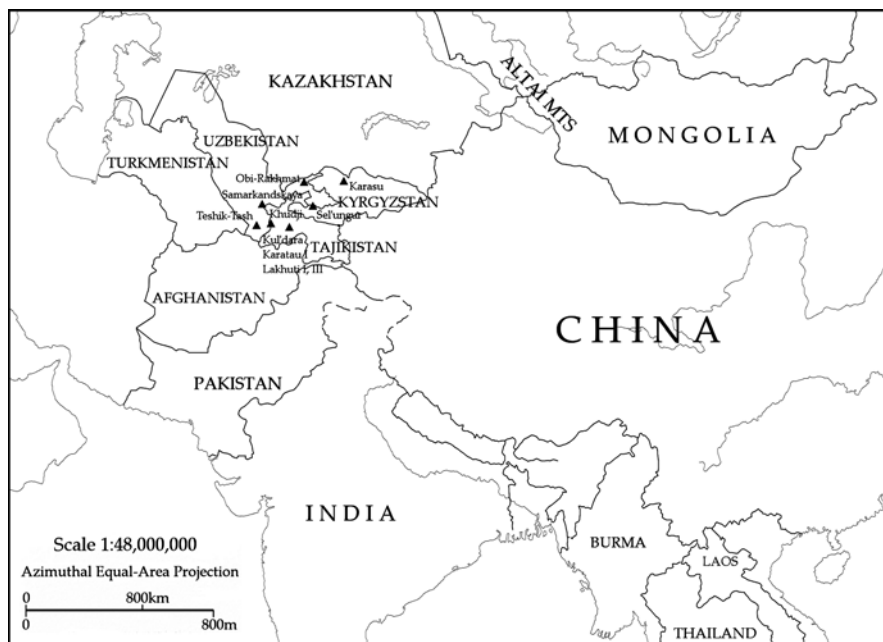 KAZAKHSTAN
ALTAI MTS
MONGOLIA
UZBEKISTAN
TURKMENISTAN
Obi-Rakhmat
Karasu
Samarkandskaya
KYRGYZSTAN
Teshik-Tash
Khudji
Sel'ungur
Kul'dara
TAJIKISTAN
Karatau I
Lakhuti I, III
AFGHANISTAN
CHINA
PAKISTAN
INDIA
BURMA
LAOS
THAILAND
Scale 1:48,000,000
Azimuthal Equal-Area Projection
0 800km
0 800m